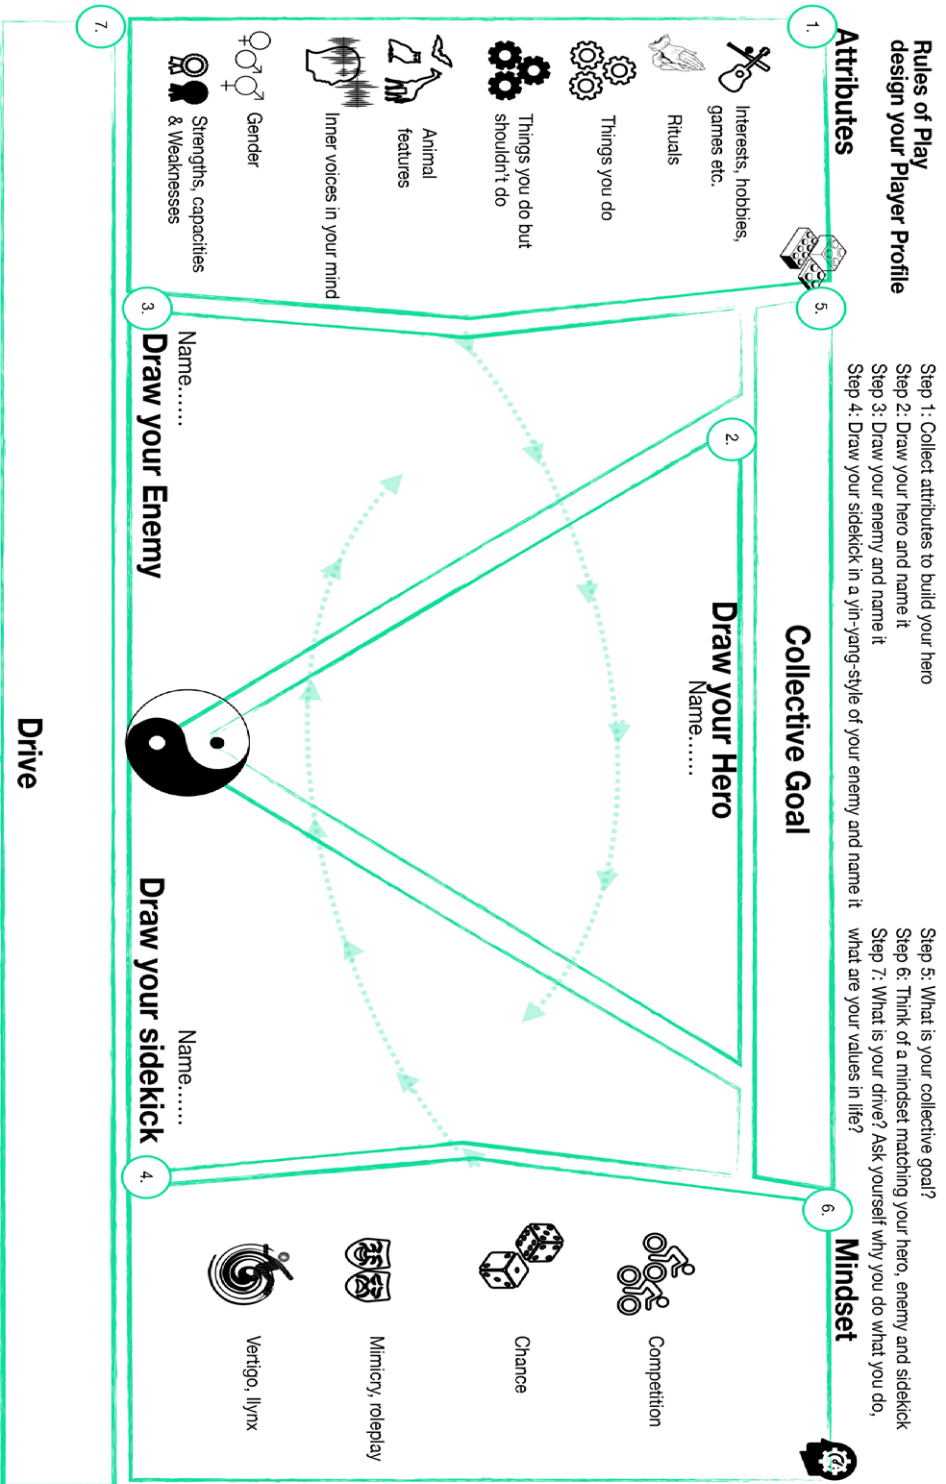 Rules of Play
design your Player Profile
Step 1: Collect attributes to build your hero
Step 2: Draw your hero and name it
Step 3: Draw your enemy and name it
Step 4: Draw your sidekick in a yin-yang-style of your enemy and name it
Step 5: What is your collective goal?
Step 6: Think of a mindset matching your hero, enemy and sidekick
Step 7: What is your drive? Ask yourself why you do what you do,
what are your values in life?
1.
Attributes
Interests, hobbies,
games etc.
Rituals
Things you do
Things you do but
shouldn't do
Animal
features
Inner voices in your mind
Gender
Strengths, capacities
& Weaknesses
5.
Collective Goal
2.
Draw your Hero
Name......
3.
Name......
Draw your Enemy
Name......
Draw your sidekick
4.
6.
Mindset
Competition
Chance
Mimicry, roleplay
Vertigo, Ilynx
7.
Drive